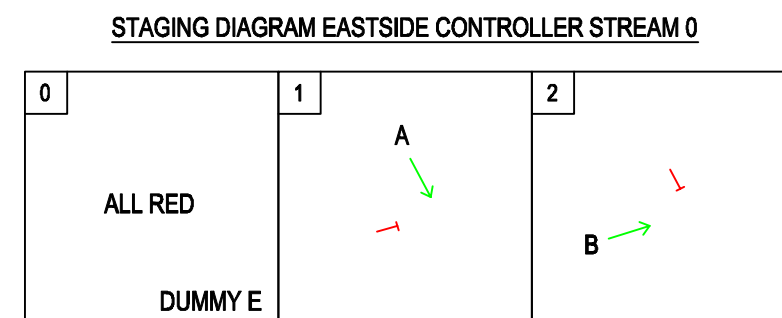 STAGING DIAGRAM EASTSIDE CONTROLLER STREAM 0
0
1
2
A
ALL RED
B
DUMMY E